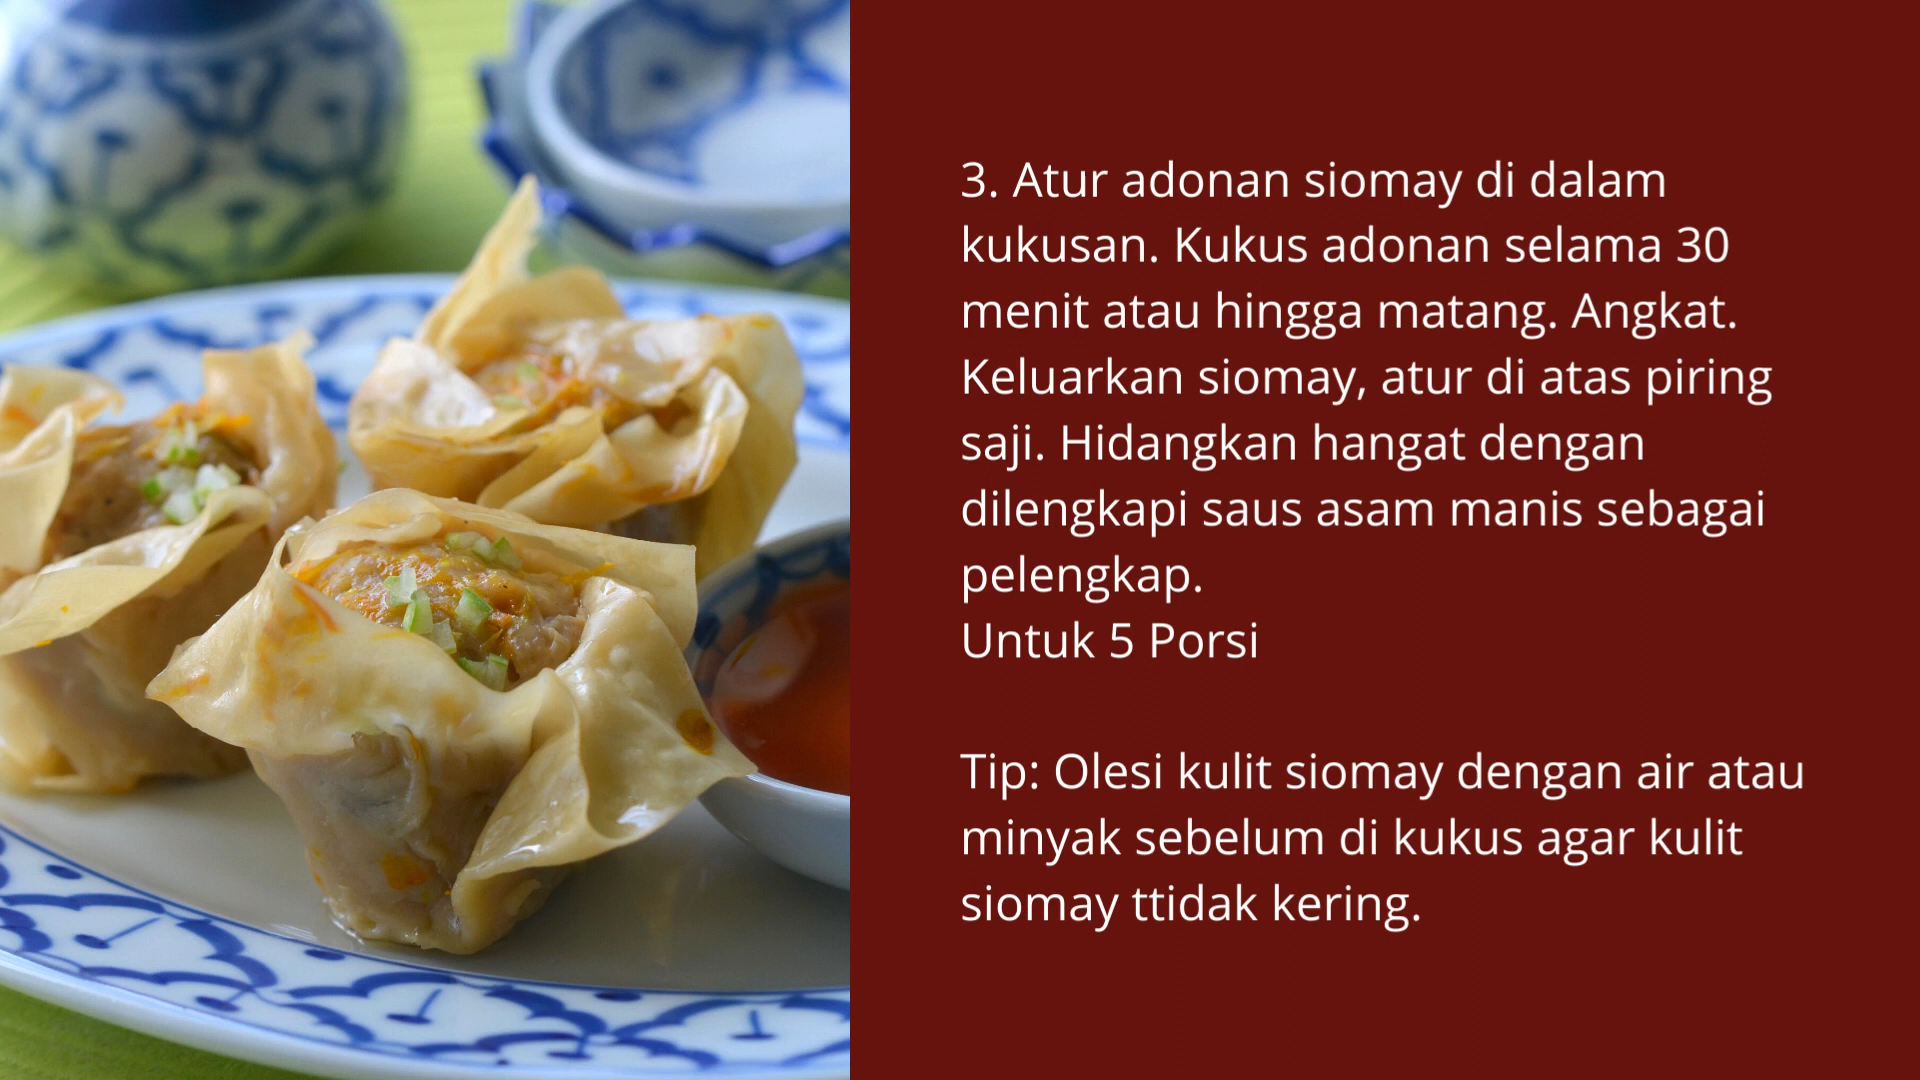 3. Atur adonan siomay di dalam
kukusan. Kukus adonan selama 30
menit atau hingga matang. Angkat.
Keluarkan siomay, atur di atas piring
saji. Hidangkan hangat dengan
dilengkapi saus asam manis sebagai
pelengkap.
Untuk 5 Porsi
Tip: Olesi kulit siomay dengan air atau
minyak sebelum di kukus agar kulit
siomay ttidak kering.